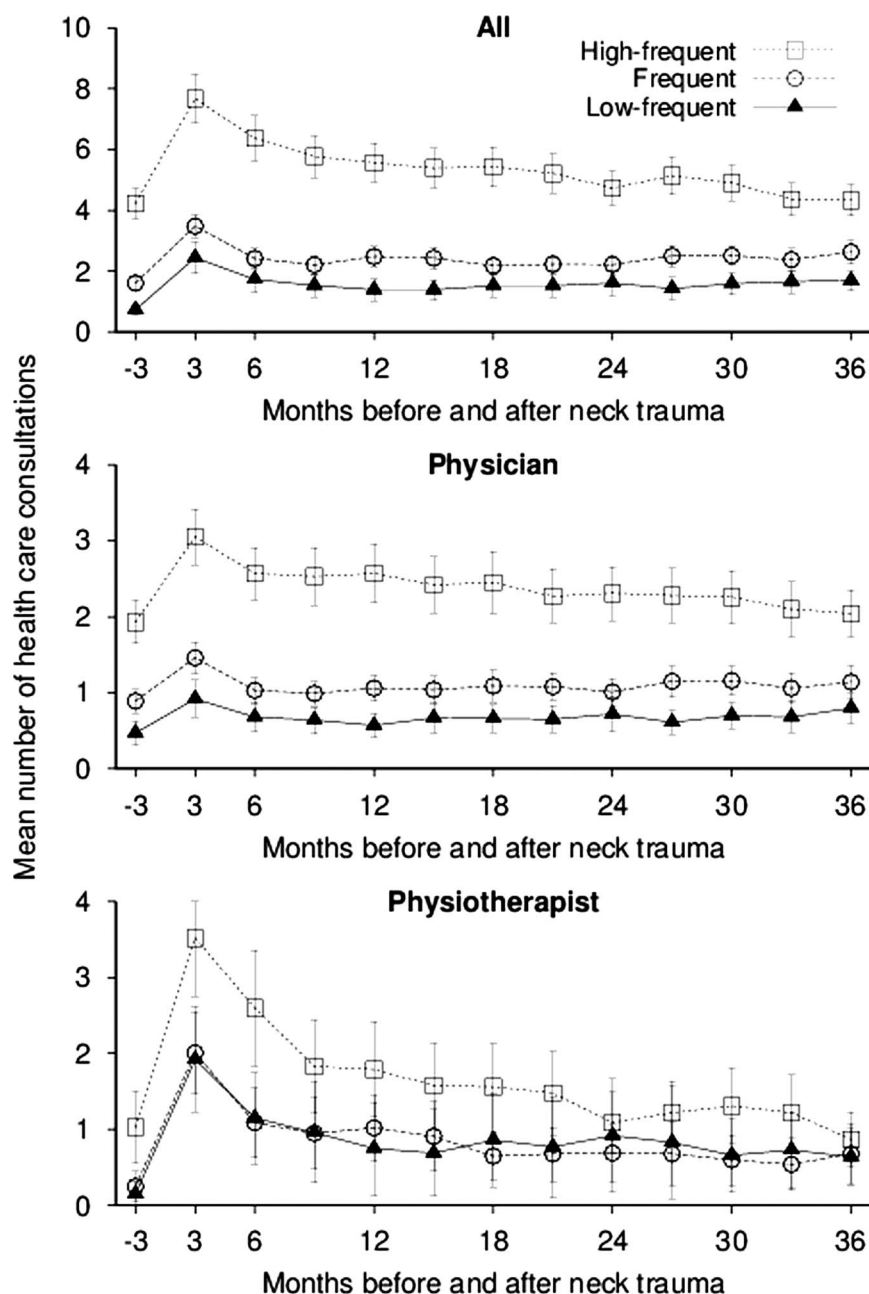 All
High-frequent
Frequent
Low-frequent
10
8
6
4
2
0
-3 3 6 12 18 24 30 36
Months before and after neck trauma
Mean number of health care consultations
Physician
4
3
2
1
0
-3 3 6 12 18 24 30 36
Months before and after neck trauma
Physiotherapist
4
3
2
1
0
-3 3 6 12 18 24 30 36
Months before and after neck trauma